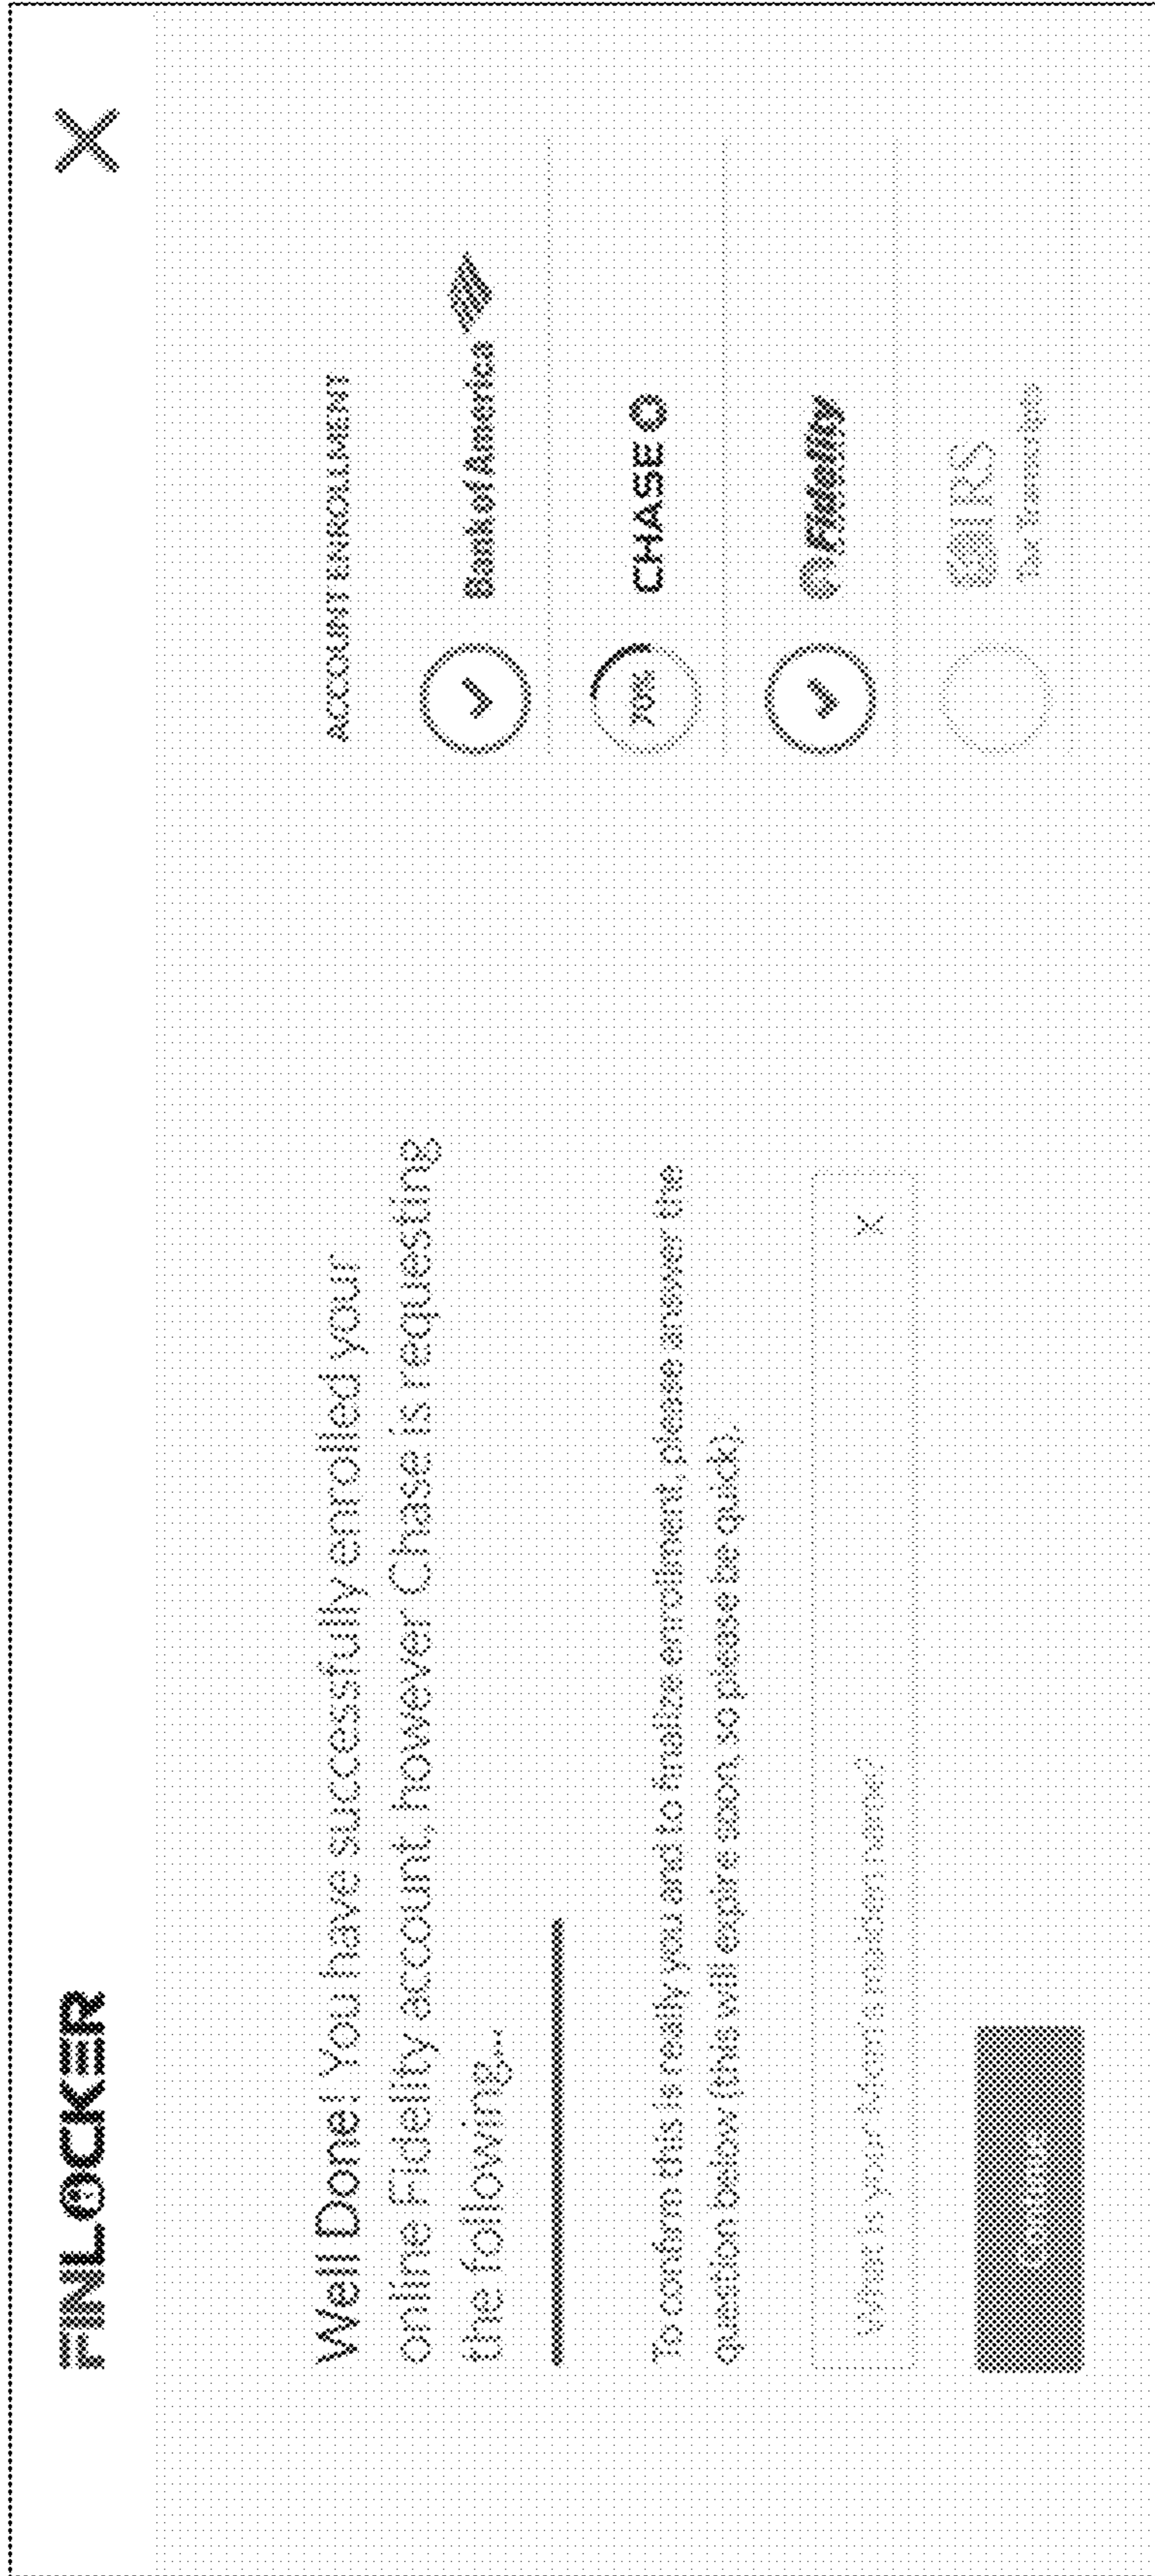 FINLOCKER
Well Done! You have successfully enrolled your
online Fidelity account, however Chase is requesting
the following...
To confirm this is really you and to finalize enrollment, please answer the
question below (this will expire soon, so please be quick).
What is your Mom's maiden name?
ACCOUNT ENROLLMENT
Bank of America
70%
CHASE
Fidelity
IRS
Tax Transcripts